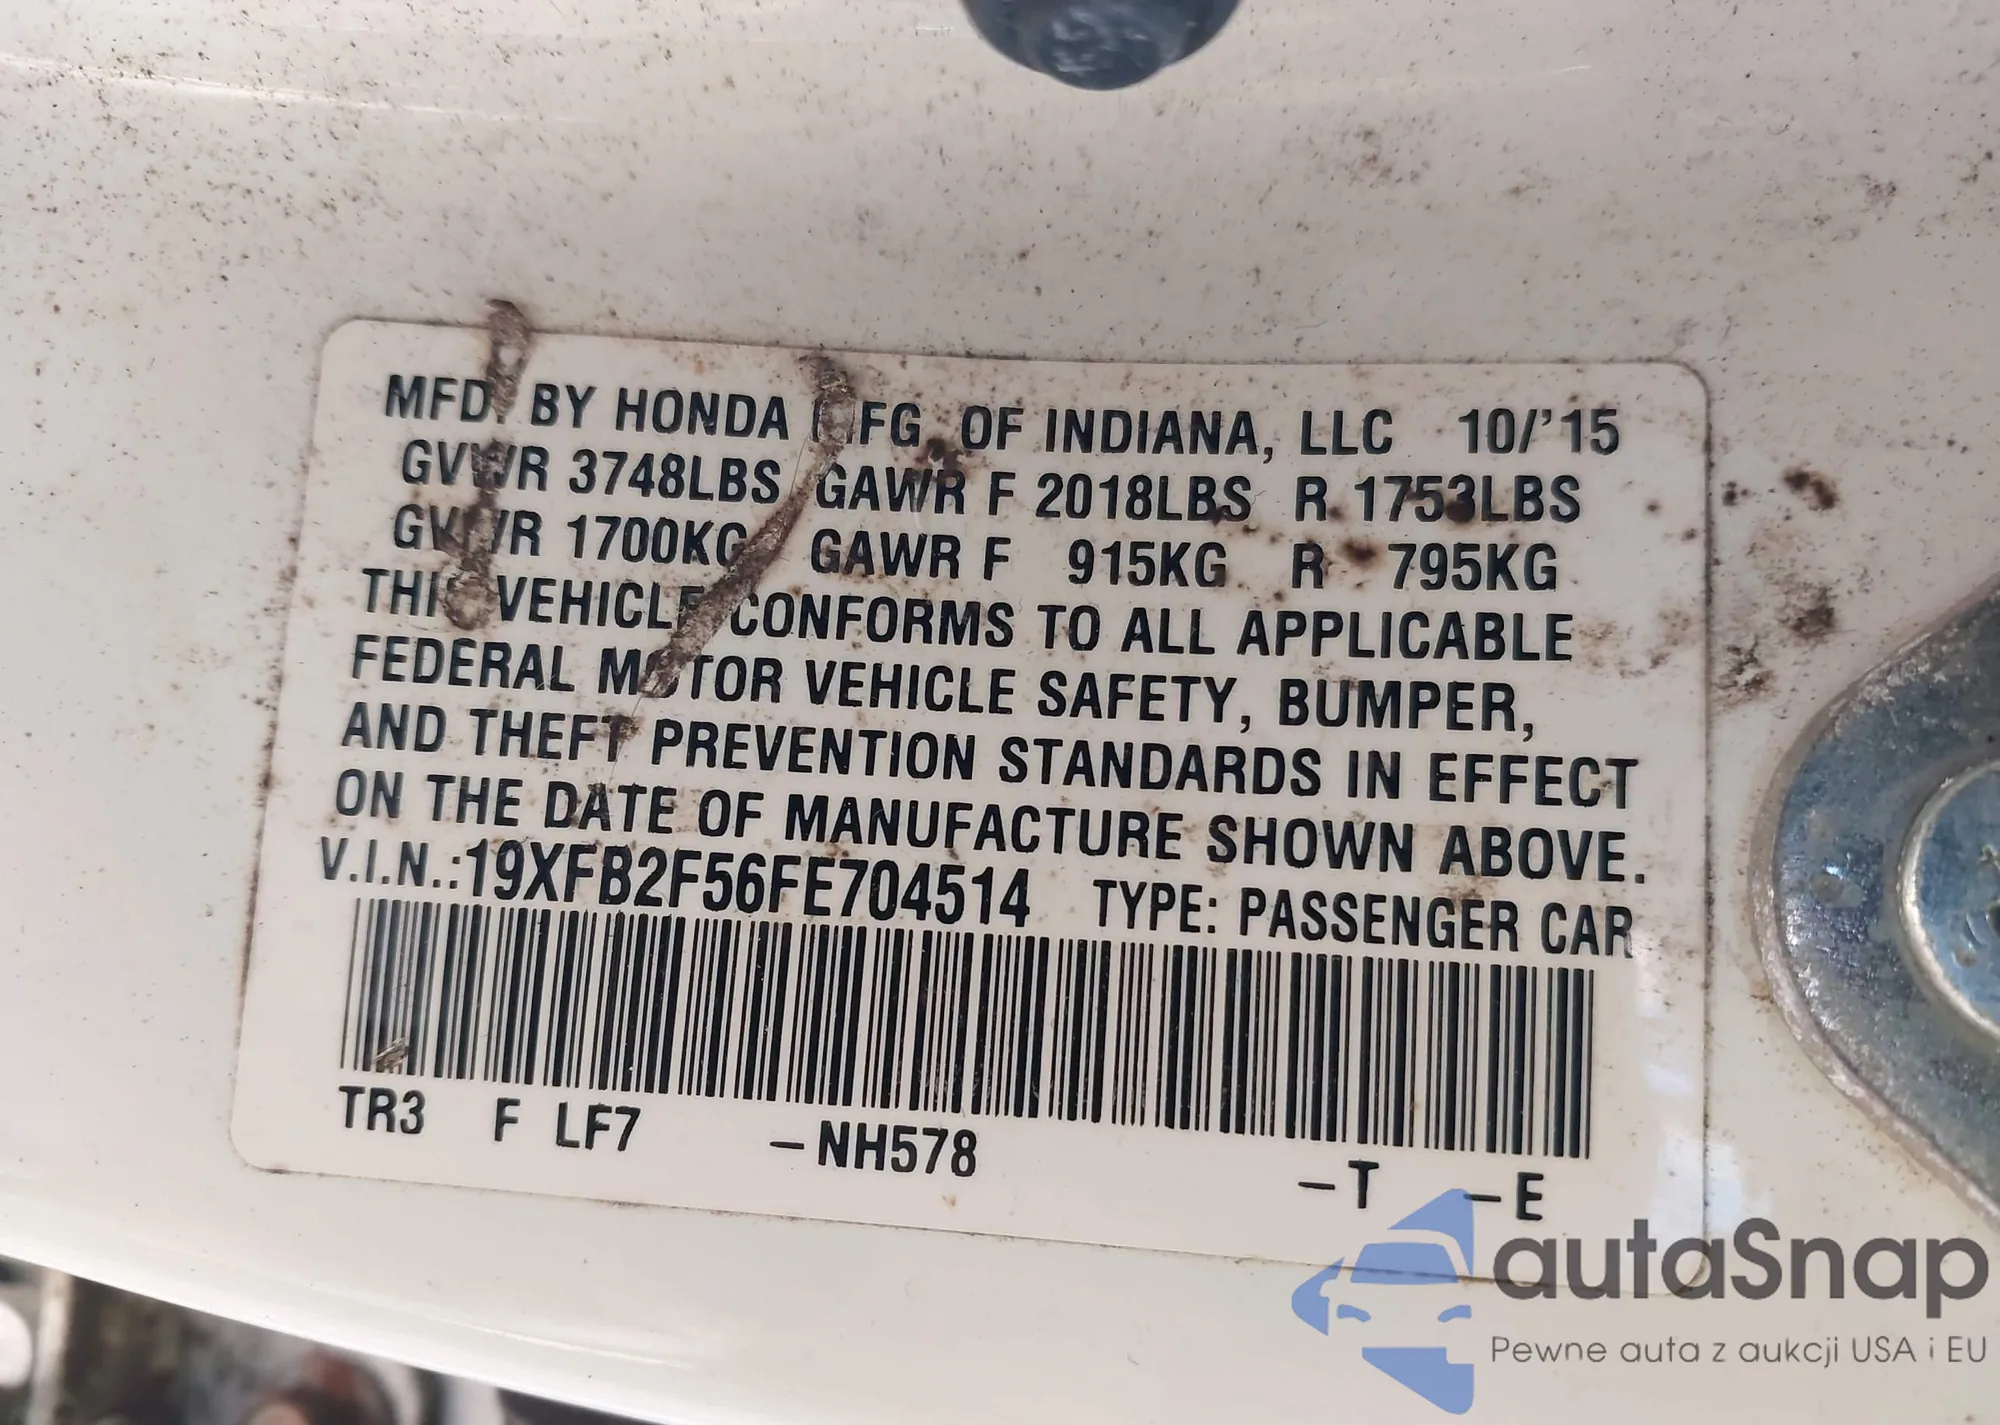 MFD. BY HONDA MFG. OF INDIANA, LLC 10/'15
GVWR 3748LBS GAWR F 2018LBS R 1753LBS
GVWR 1700KG GAWR F 915KG R 795KG
THIS VEHICLE CONFORMS TO ALL APPLICABLE
FEDERAL MOTOR VEHICLE SAFETY, BUMPER,
AND THEFT PREVENTION STANDARDS IN EFFECT
ON THE DATE OF MANUFACTURE SHOWN ABOVE.
V.I.N.:19XFB2F56FE704514 TYPE: PASSENGER CAR
TR3 F LF7 –NH578 –T –E
autaSnap
Pewne auta z aukcji USA i EU